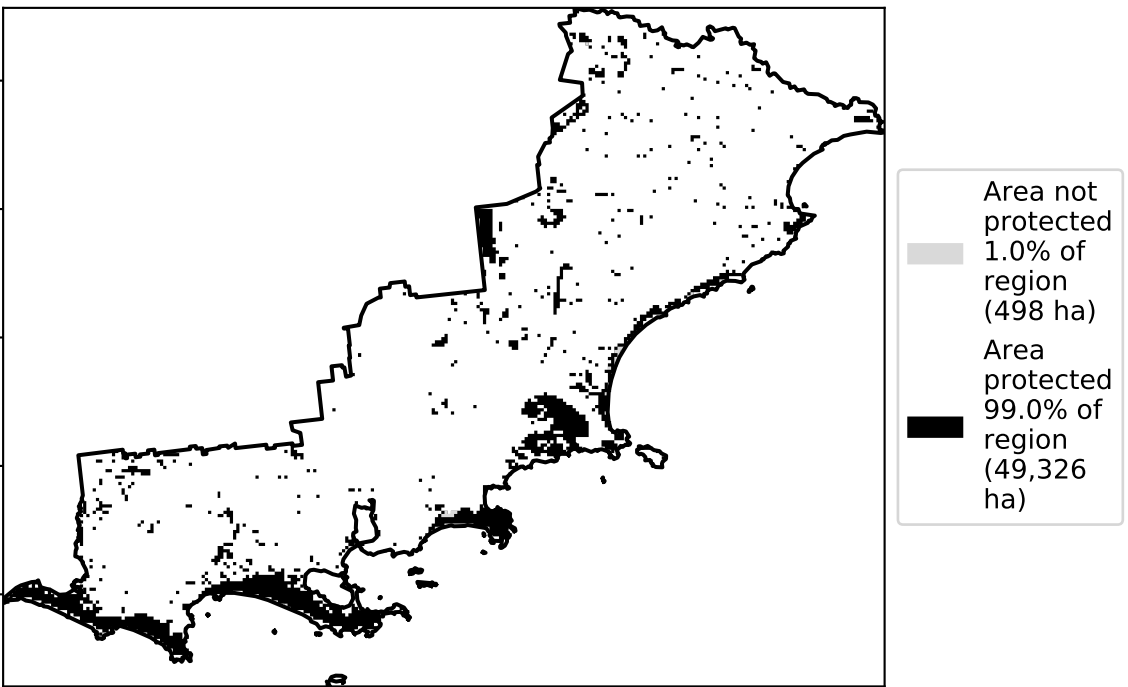 Area not
protected
1.0% of
region
(498 ha)
Area
protected
99.0% of
region
(49,326
ha)